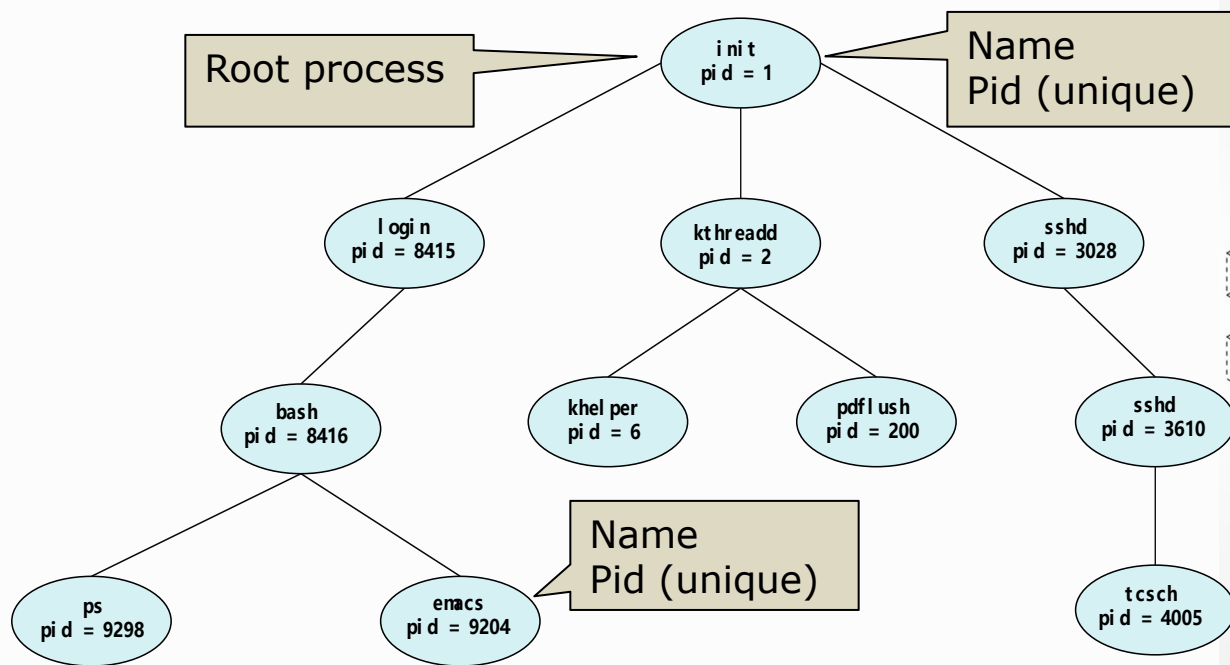 Root process
init
pid = 1
Name
Pid (unique)
login
pid = 8415
kthreadd
pid = 2
sshd
pid = 3028
bash
pid = 8416
khelper
pid = 6
pdflush
pid = 200
sshd
pid = 3610
Name
Pid (unique)
ps
pid = 9298
emacs
pid = 9204
tcsch
pid = 4005